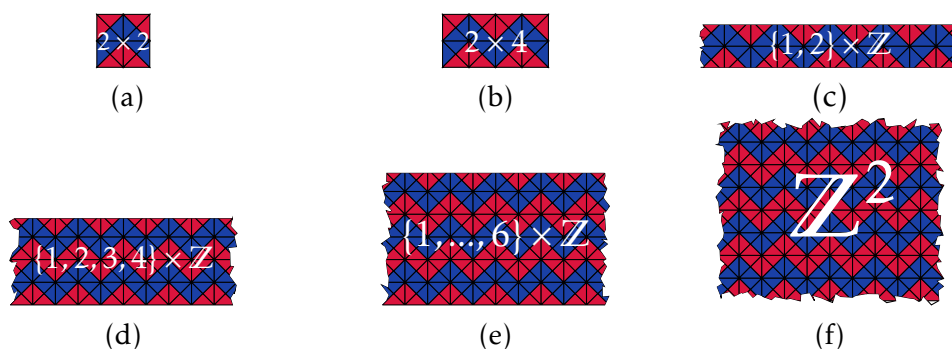 2 × 2
2 × 4
{1, 2} × ℤ
(a)
(b)
(c)
ℤ²
{1, 2, 3, 4} × ℤ
{1, ..., 6} × ℤ
(d)
(e)
(f)